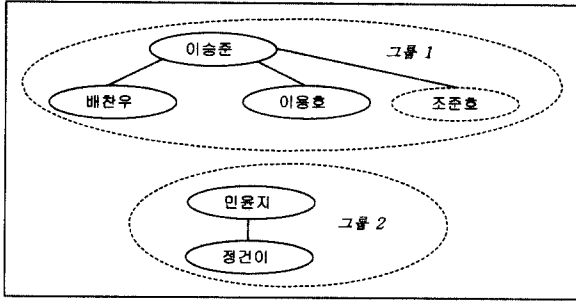 이승준
그룹 1
배찬우 이용호 조준호
민윤지
그룹 2
정건이